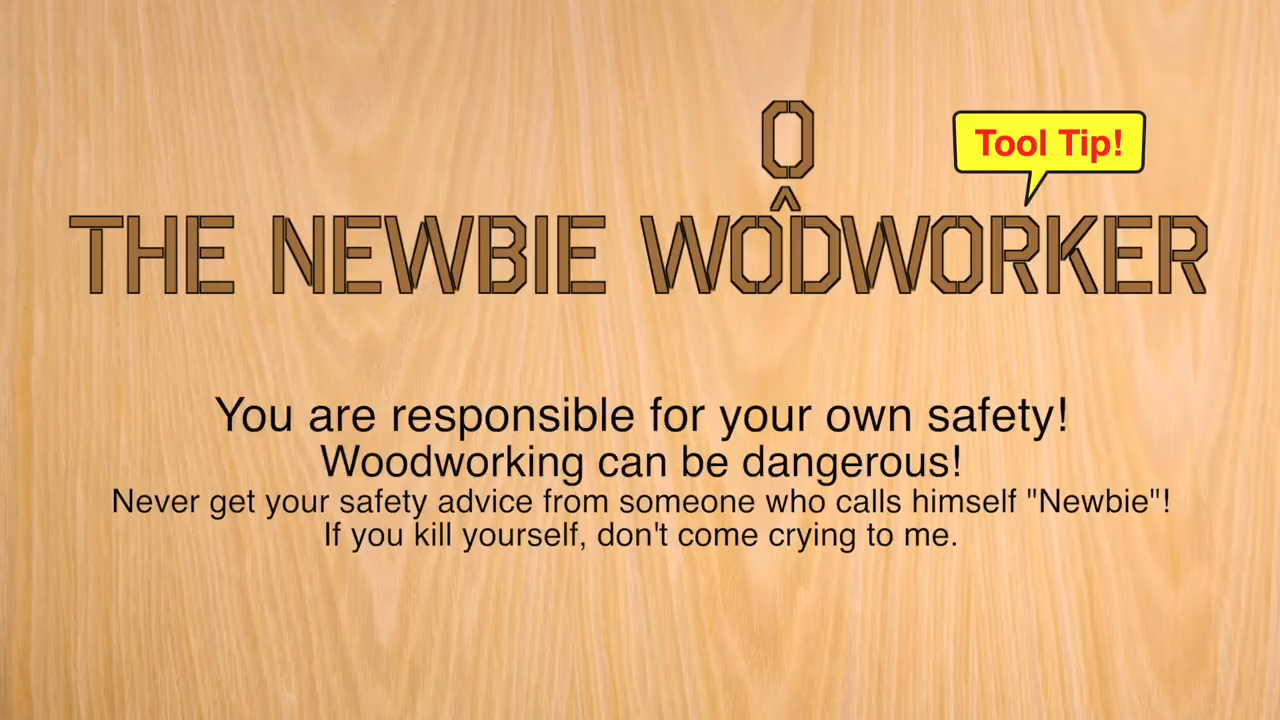 O
Tool Tip!
^
THE NEWBIE WODWORKER
You are responsible for your own safety!
Woodworking can be dangerous!
Never get your safety advice from someone who calls himself "Newbie"!
If you kill yourself, don't come crying to me.